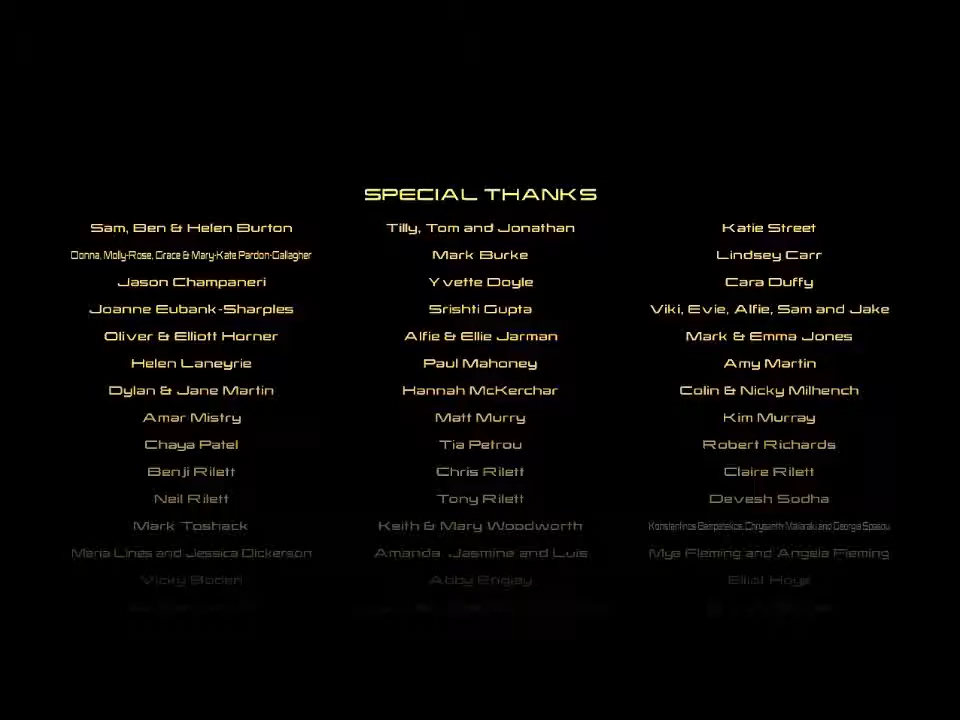 SPECIAL THANKS
Sam, Ben & Helen Burton
Tilly, Tom and Jonathan
Katie Street
Donna, Molly-Rose, Grace & Mary-Kate Pardon-Gallagher
Mark Burke
Lindsey Carr
Jason Champaneri
Yvette Doyle
Cara Duffy
Joanne Eubank-Sharples
Srishti Gupta
Viki, Evie, Alfie, Sam and Jake
Oliver & Elliott Horner
Alfie & Ellie Jarman
Mark & Emma Jones
Helen Laneyrie
Paul Mahoney
Amy Martin
Dylan & Jane Martin
Hannah McKerchar
Colin & Nicky Milhench
Amar Mistry
Matt Murry
Kim Murray
Chaya Patel
Tia Petrou
Robert Richards
Benji Rilett
Chris Rilett
Claire Rilett
Neil Rilett
Tony Rilett
Devesh Sodha
Mark Toshack
Keith & Mary Woodworth
and Georgia
Maria Lines and Jessica Dickerson
Amanda, Jasmine and Luis
Mya Fleming and Angela Fleming
Vicky Boden
Abby Engley
Elliot Hoye